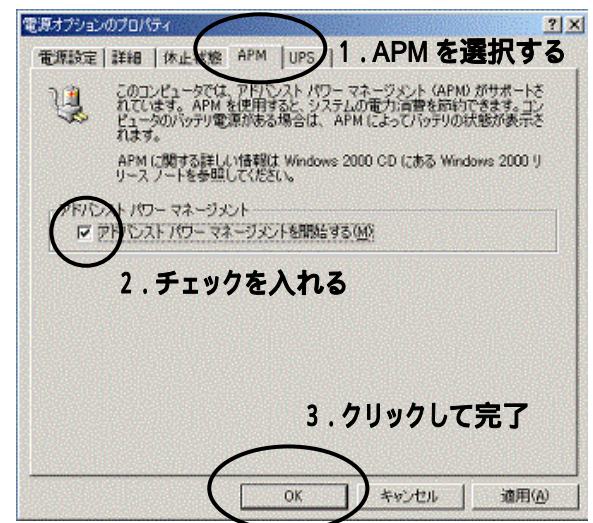 電源オプションのプロパティ
電源設定 詳細 休止状態 APM UPS 1．APMを選択する
このコンピュータでは、アドバンスト パワー マネージメント (APM) がサポートさ
れています。 APM を使用すると、システムの電力消費を節約できます。コン
ピュータのバッテリ電源がある場合は、 APM によってバッテリの状態が表示さ
れます。
APM に関する詳しい情報は Windows 2000 CD にある Windows 2000 リ
リース ノートを参照してください。
アドバンスト パワー マネージメント
アドバンスト パワー マネージメントを開始する(M)
2．チェックを入れる
3．クリックして完了
OK キャンセル 適用(A)